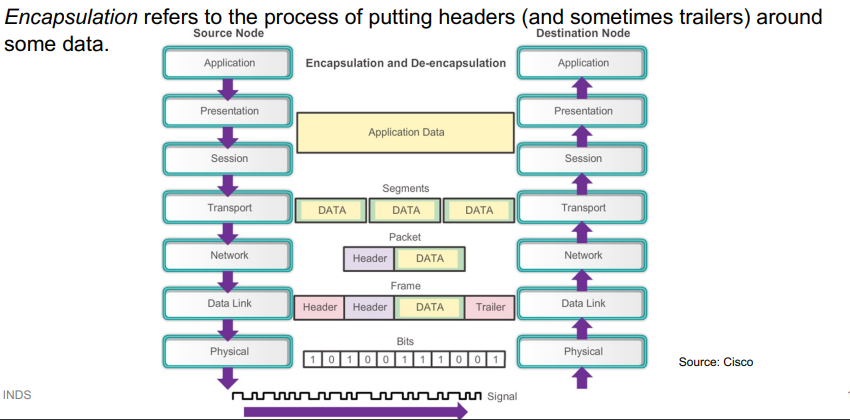 Encapsulation refers to the process of putting headers (and sometimes trailers) around
some data.
Source Node
Destination Node
Application
Encapsulation and De-encapsulation
Application
Presentation
Presentation
Application Data
Session
Session
Segments
Transport
DATA
DATA
DATA
Transport
Packet
Network
Header
DATA
Network
Frame
Data Link
Header
Header
DATA
Trailer
Data Link
Bits
Physical
1 0 1 0 0 1 1 1 0 0 1
Physical
Source: Cisco
INDS
Signal